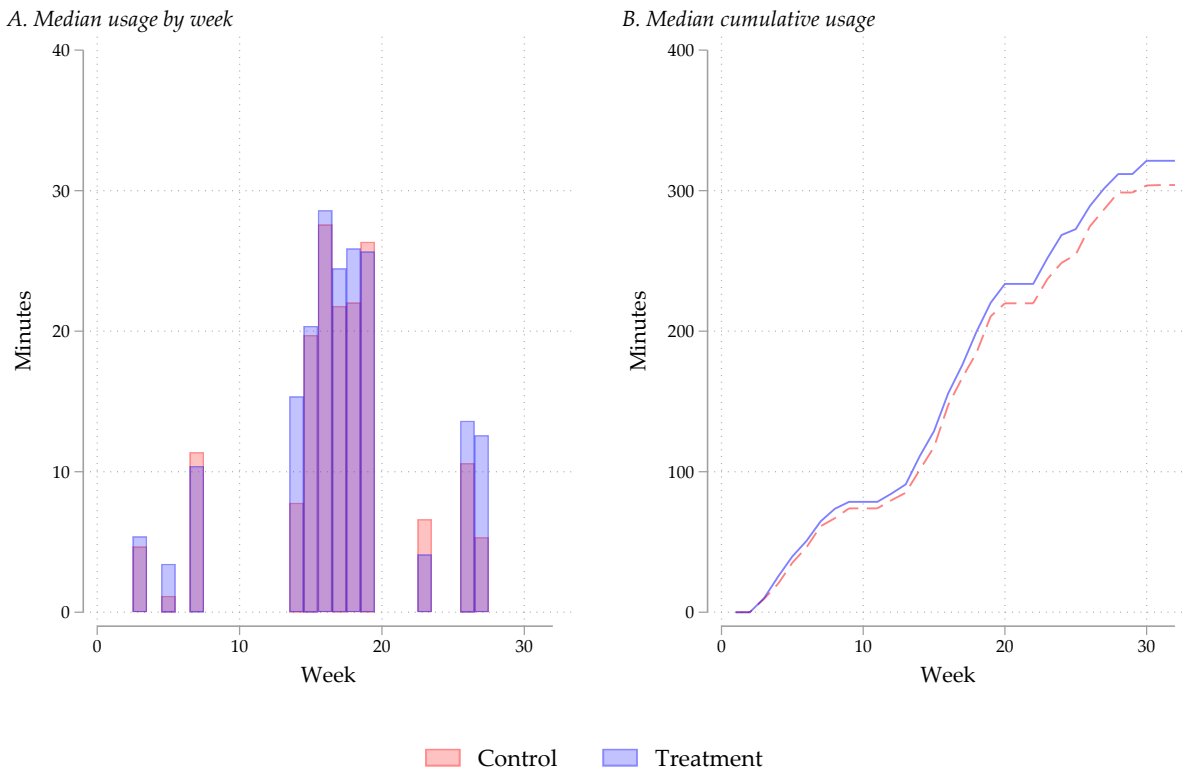 A. Median usage by week
40
30
20
10
0
Minutes
0 10 20 30
Week
B. Median cumulative usage
400
300
200
100
0
Minutes
0 10 20 30
Week
Control Treatment